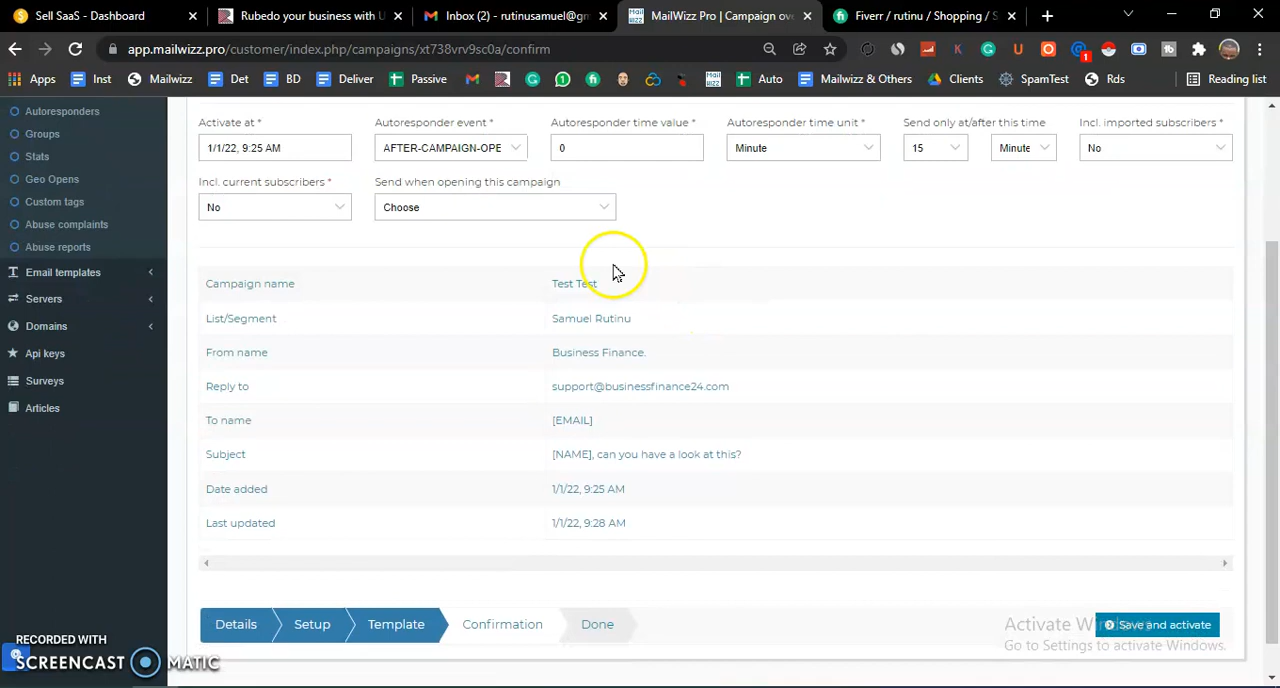 Sell SaaS - Dashboard
Rubedo your business with U
Inbox (2) - rutinusamuel@gm
MailWizz Pro | Campaign ove
Fiverr / rutinu / Shopping / S
app.mailwizz.pro/customer/index.php/campaigns/xt738vrv9sc0a/confirm
Apps
Inst
Mailwizz
Det
BD
Deliver
Passive
Auto
Mailwizz & Others
Clients
SpamTest
Rds
Reading list
Autoresponders
Groups
Stats
Geo Opens
Custom tags
Abuse complaints
Abuse reports
Email templates
Servers
Domains
Api keys
Surveys
Articles
Activate at *
Autoresponder event *
Autoresponder time value *
Autoresponder time unit *
Send only at/after this time
Incl. imported subscribers *
1/1/22, 9:25 AM
AFTER-CAMPAIGN-OPE
0
Minute
15
Minute
No
Incl. current subscribers *
Send when opening this campaign
No
Choose
Campaign name
Test Test
List/Segment
Samuel Rutinu
From name
Business Finance.
Reply to
support@businessfinance24.com
To name
[EMAIL]
Subject
[NAME], can you have a look at this?
Date added
1/1/22, 9:25 AM
Last updated
1/1/22, 9:28 AM
Details
Setup
Template
Confirmation
Done
Save and activate
Activate Windows
Go to Settings to activate Windows.
RECORDED WITH
SCREENCAST MATIC